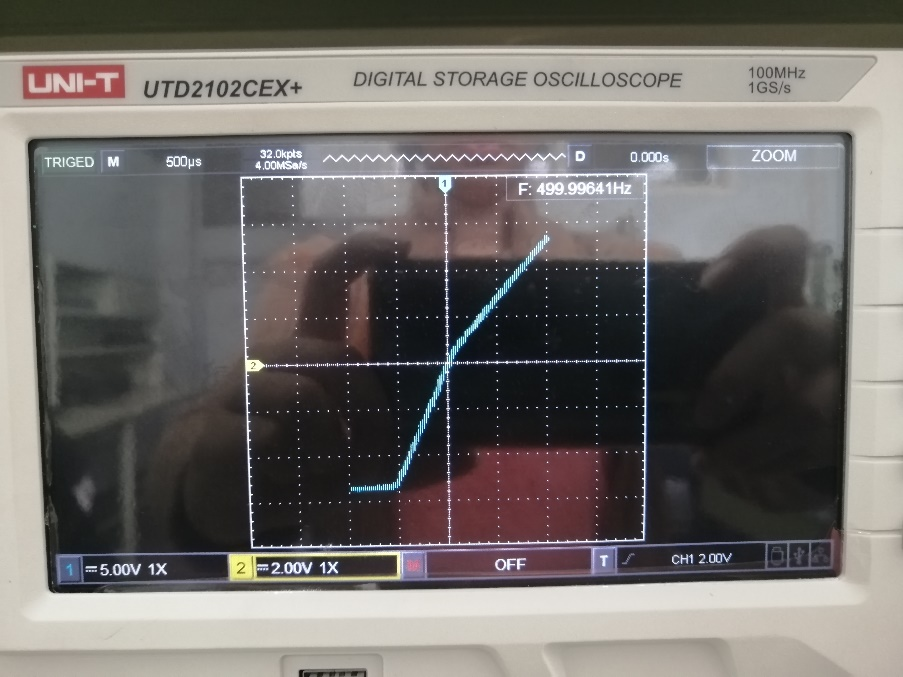 UNI-T UTD2102CEX+ DIGITAL STORAGE OSCILLOSCOPE 100MHz
1GS/s
TRIGED M 500μs 32.0kpts D 0.000s ZOOM
4.00MSa/s
1
F: 499.99641Hz
2
1 5.00V 1X 2 2.00V 1X OFF T CH1 2.00V